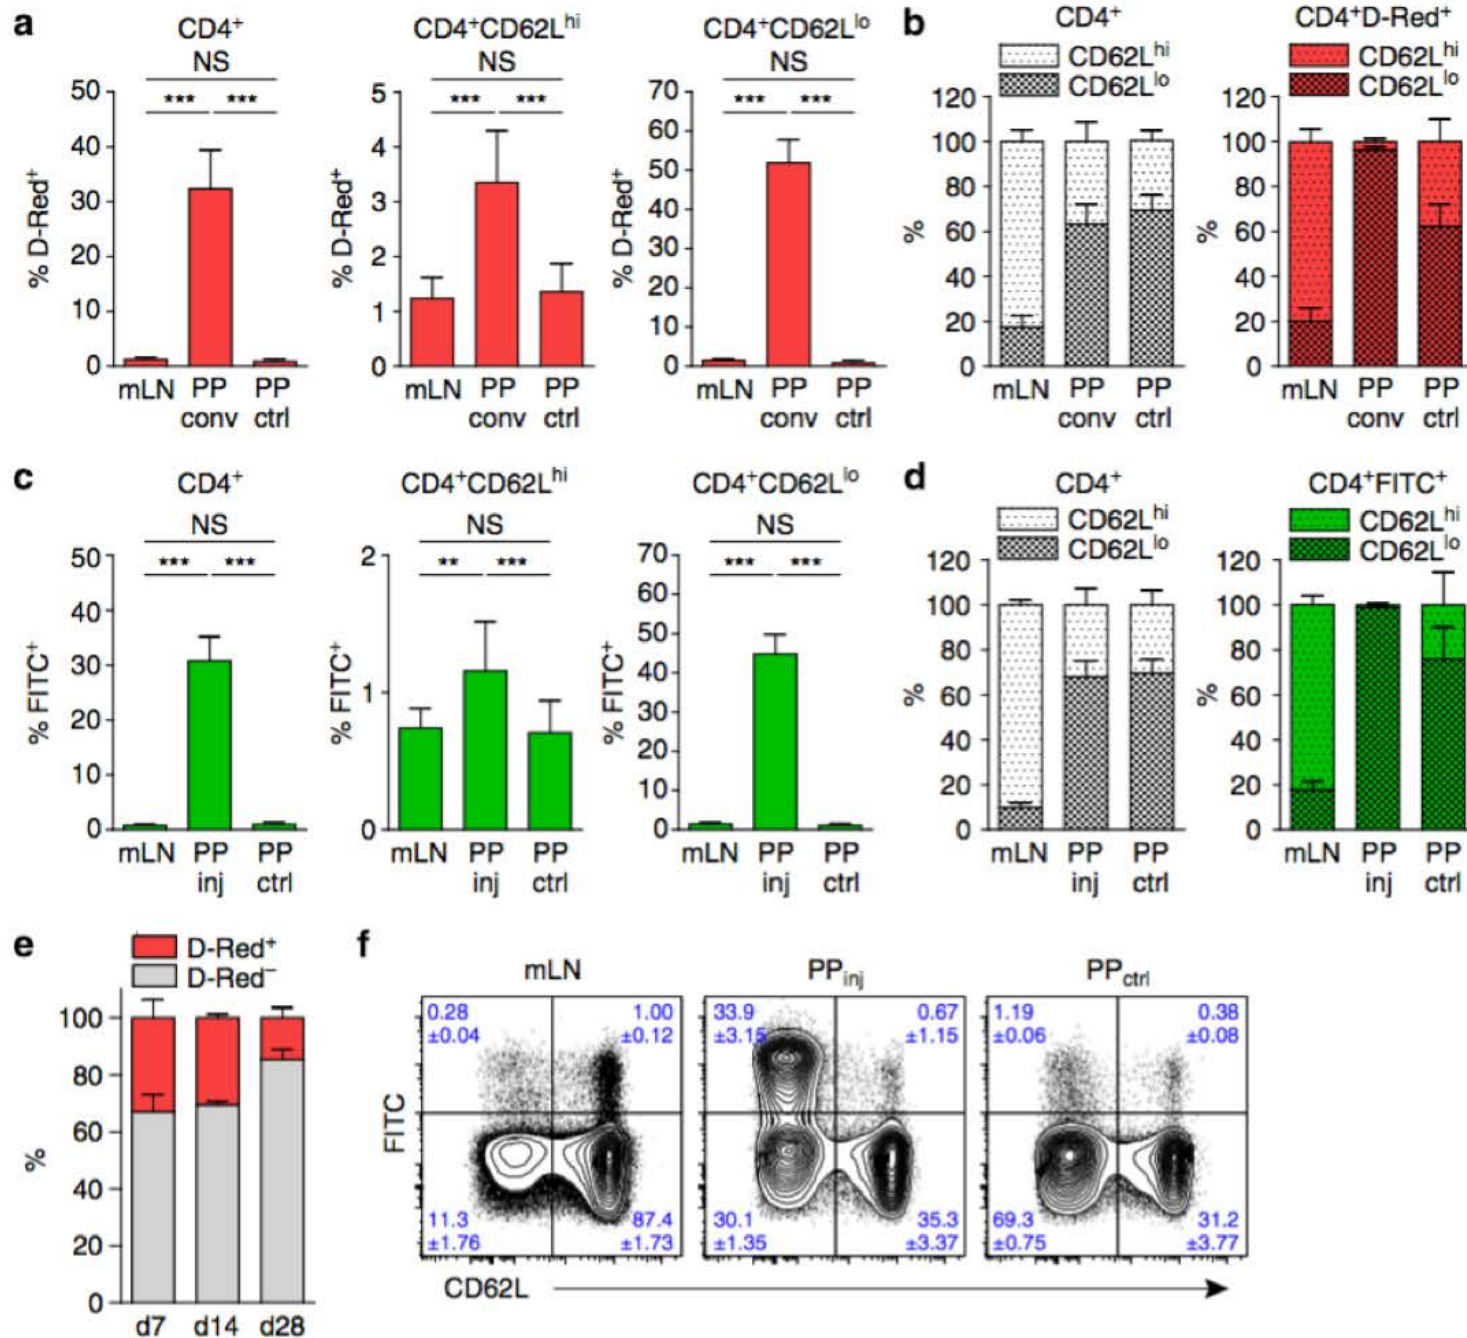 a
CD4⁺
NS
*** ***
% D-Red⁺
50
40
30
20
10
0
mLN PP PP
conv ctrl
CD4⁺CD62Lʰⁱ
NS
*** ***
% D-Red⁺
5
4
3
2
1
0
mLN PP PP
conv ctrl
CD4⁺CD62Lˡᵒ
NS
*** ***
% D-Red⁺
70
60
50
40
30
20
10
0
mLN PP PP
conv ctrl
b
CD4⁺
CD62Lʰⁱ
CD62Lˡᵒ
%
120
100
80
60
40
20
0
mLN PP PP
conv ctrl
CD4⁺D-Red⁺
CD62Lʰⁱ
CD62Lˡᵒ
%
120
100
80
60
40
20
0
mLN PP PP
conv ctrl
c
CD4⁺
NS
*** ***
% FITC⁺
50
40
30
20
10
0
mLN PP PP
inj ctrl
CD4⁺CD62Lʰⁱ
NS
** ***
% FITC⁺
2
1
0
mLN PP PP
inj ctrl
CD4⁺CD62Lˡᵒ
NS
*** ***
% FITC⁺
70
60
50
40
30
20
10
0
mLN PP PP
inj ctrl
d
CD4⁺
CD62Lʰⁱ
CD62Lˡᵒ
%
120
100
80
60
40
20
0
mLN PP PP
inj ctrl
CD4⁺FITC⁺
CD62Lʰⁱ
CD62Lˡᵒ
%
120
100
80
60
40
20
0
mLN PP PP
inj ctrl
e
D-Red⁺
D-Red⁻
%
100
80
60
40
20
0
d7 d14 d28
f
mLN
0.28 1.00
±0.04 ±0.12
11.3 87.4
±1.76 ±1.73
PPinj
33.9 0.67
±3.15 ±1.15
30.1 35.3
±1.35 ±3.37
PPctrl
1.19 0.38
±0.06 ±0.08
69.3 31.2
±0.75 ±3.77
FITC
CD62L